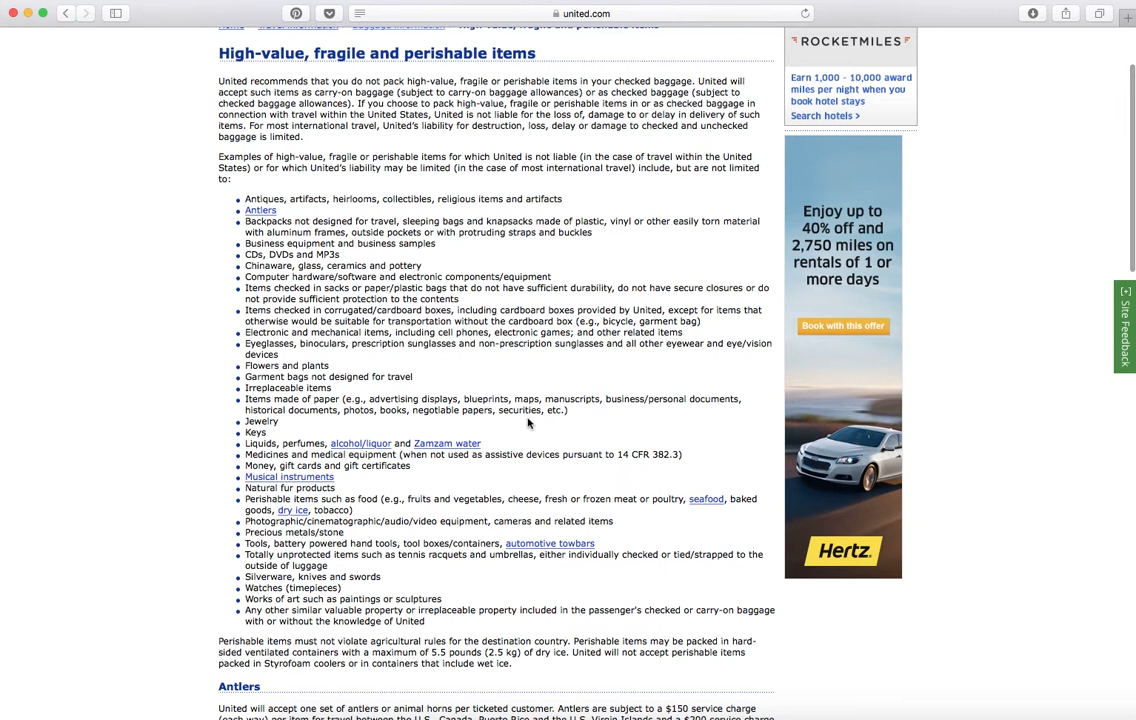 united.com
High-value, fragile and perishable items
United recommends that you do not pack high-value, fragile or perishable items in your checked baggage. United will
accept such items as carry-on baggage (subject to carry-on baggage allowances) or as checked baggage (subject to
checked baggage allowances). If you choose to pack high-value, fragile or perishable items in or as checked baggage in
connection with travel within the United States, United is not liable for the loss of, damage to or delay in delivery of such
items. For most international travel, United's liability for destruction, loss, delay or damage to checked and unchecked
baggage is limited.
Examples of high-value, fragile or perishable items for which United is not liable (in the case of travel within the United
States) or for which United's liability may be limited (in the case of most international travel) include, but are not limited
to:
Antiques, artifacts, heirlooms, collectibles, religious items and artifacts
Antlers
Backpacks not designed for travel, sleeping bags and knapsacks made of plastic, vinyl or other easily torn material
with aluminum frames, outside pockets or with protruding straps and buckles
Business equipment and business samples
CDs, DVDs and MP3s
Chinaware, glass, ceramics and pottery
Computer hardware/software and electronic components/equipment
Items checked in sacks or paper/plastic bags that do not have sufficient durability, do not have secure closures or do
not provide sufficient protection to the contents
Items checked in corrugated/cardboard boxes, including cardboard boxes provided by United, except for items that
otherwise would be suitable for transportation without the cardboard box (e.g., bicycle, garment bag)
Electronic and mechanical items, including cell phones, electronic games; and other related items
Eyeglasses, binoculars, prescription sunglasses and non-prescription sunglasses and all other eyewear and eye/vision
devices
Flowers and plants
Garment bags not designed for travel
Irreplaceable items
Items made of paper (e.g., advertising displays, blueprints, maps, manuscripts, business/personal documents,
historical documents, photos, books, negotiable papers, securities, etc.)
Jewelry
Keys
Liquids, perfumes, alcohol/liquor and Zamzam water
Medicines and medical equipment (when not used as assistive devices pursuant to 14 CFR 382.3)
Money, gift cards and gift certificates
Musical instruments
Natural fur products
Perishable items such as food (e.g., fruits and vegetables, cheese, fresh or frozen meat or poultry, seafood, baked
goods, dry ice, tobacco)
Photographic/cinematographic/audio/video equipment, cameras and related items
Precious metals/stone
Tools, battery powered hand tools, tool boxes/containers, automotive towbars
Totally unprotected items such as tennis racquets and umbrellas, either individually checked or tied/strapped to the
outside of luggage
Silverware, knives and swords
Watches (timepieces)
Works of art such as paintings or sculptures
Any other similar valuable property or irreplaceable property included in the passenger's checked or carry-on baggage
with or without the knowledge of United
Perishable items must not violate agricultural rules for the destination country. Perishable items may be packed in hard-
sided ventilated containers with a maximum of 5.5 pounds (2.5 kg) of dry ice. United will not accept perishable items
packed in Styrofoam coolers or in containers that include wet ice.
Antlers
United will accept one set of antlers or animal horns per ticketed customer. Antlers are subject to a $150 service charge
(each way) per item for travel between the U.S., Canada, Puerto Rico and the U.S. Virgin Islands and a $200 service charge
ROCKETMILES
Earn 1,000 - 10,000 award
miles per night when you
book hotel stays
Search hotels >
Enjoy up to
40% off and
2,750 miles on
rentals of 1 or
more days
Book with this offer
Hertz.
[+] Site Feedback